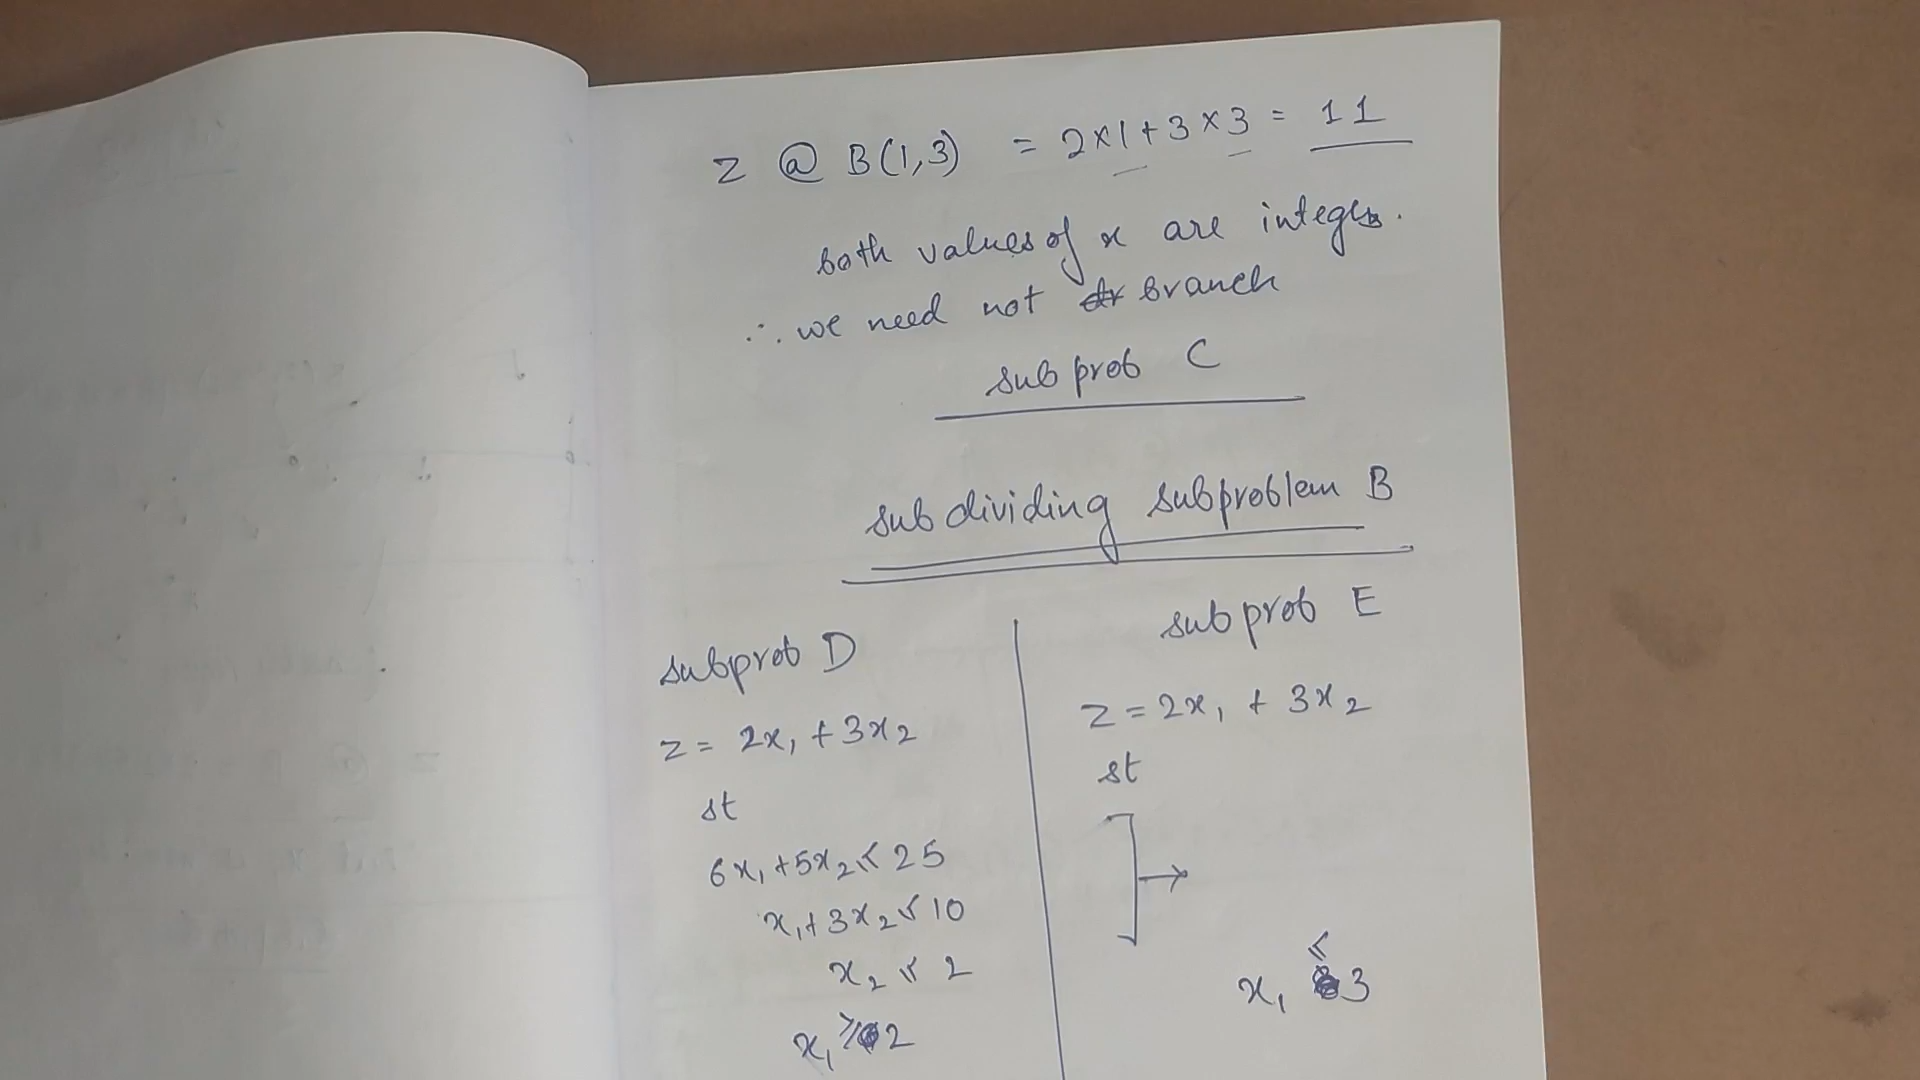 Z @ B(1,3) = 2×1+3×3 = 11
both values of x are integers.
∴ we need not branch
sub prob C
subdividing subproblem B
subprob D
Z = 2x₁ + 3x₂
st
6x₁+5x₂ ≤ 25
x₁+3x₂ ≤ 10
x₂ ≤ 2
x₁ ≥ 2
sub prob E
Z = 2x₁ + 3x₂
st
] →
x₁ ≤ 3